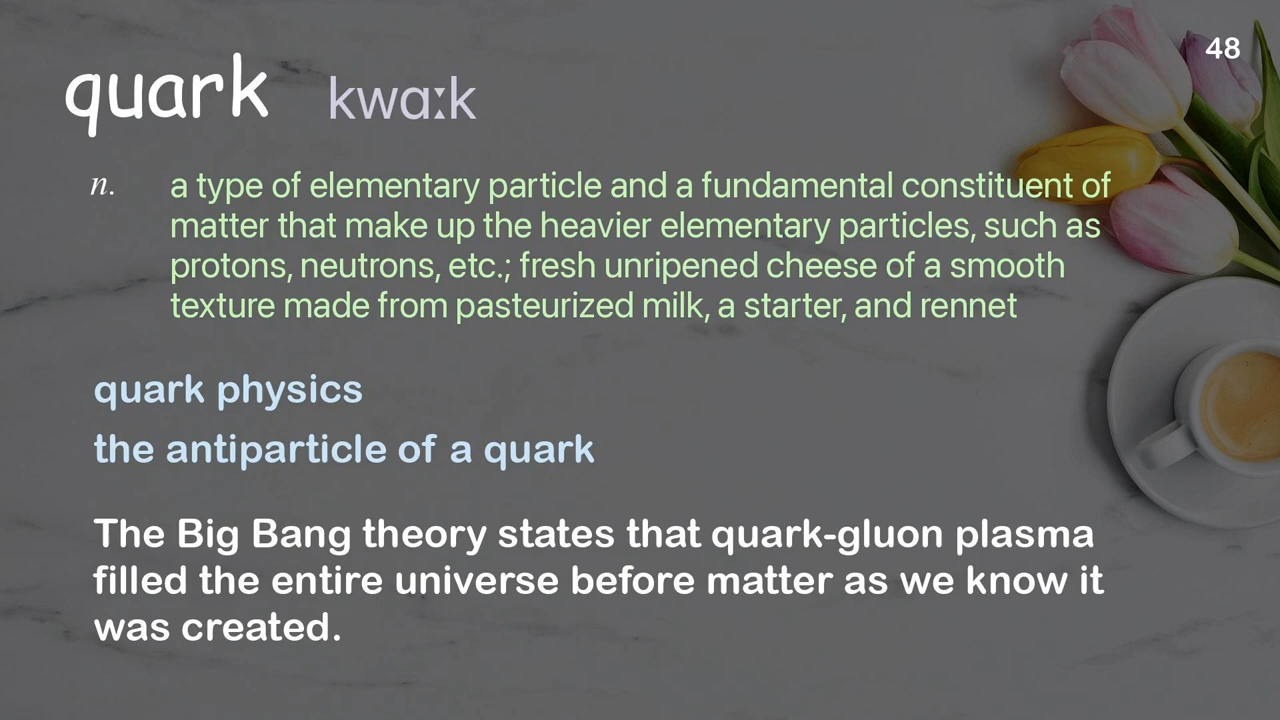 48
quark kwɑːk
n. a type of elementary particle and a fundamental constituent of
matter that make up the heavier elementary particles, such as
protons, neutrons, etc.; fresh unripened cheese of a smooth
texture made from pasteurized milk, a starter, and rennet
quark physics
the antiparticle of a quark
The Big Bang theory states that quark-gluon plasma
filled the entire universe before matter as we know it
was created.